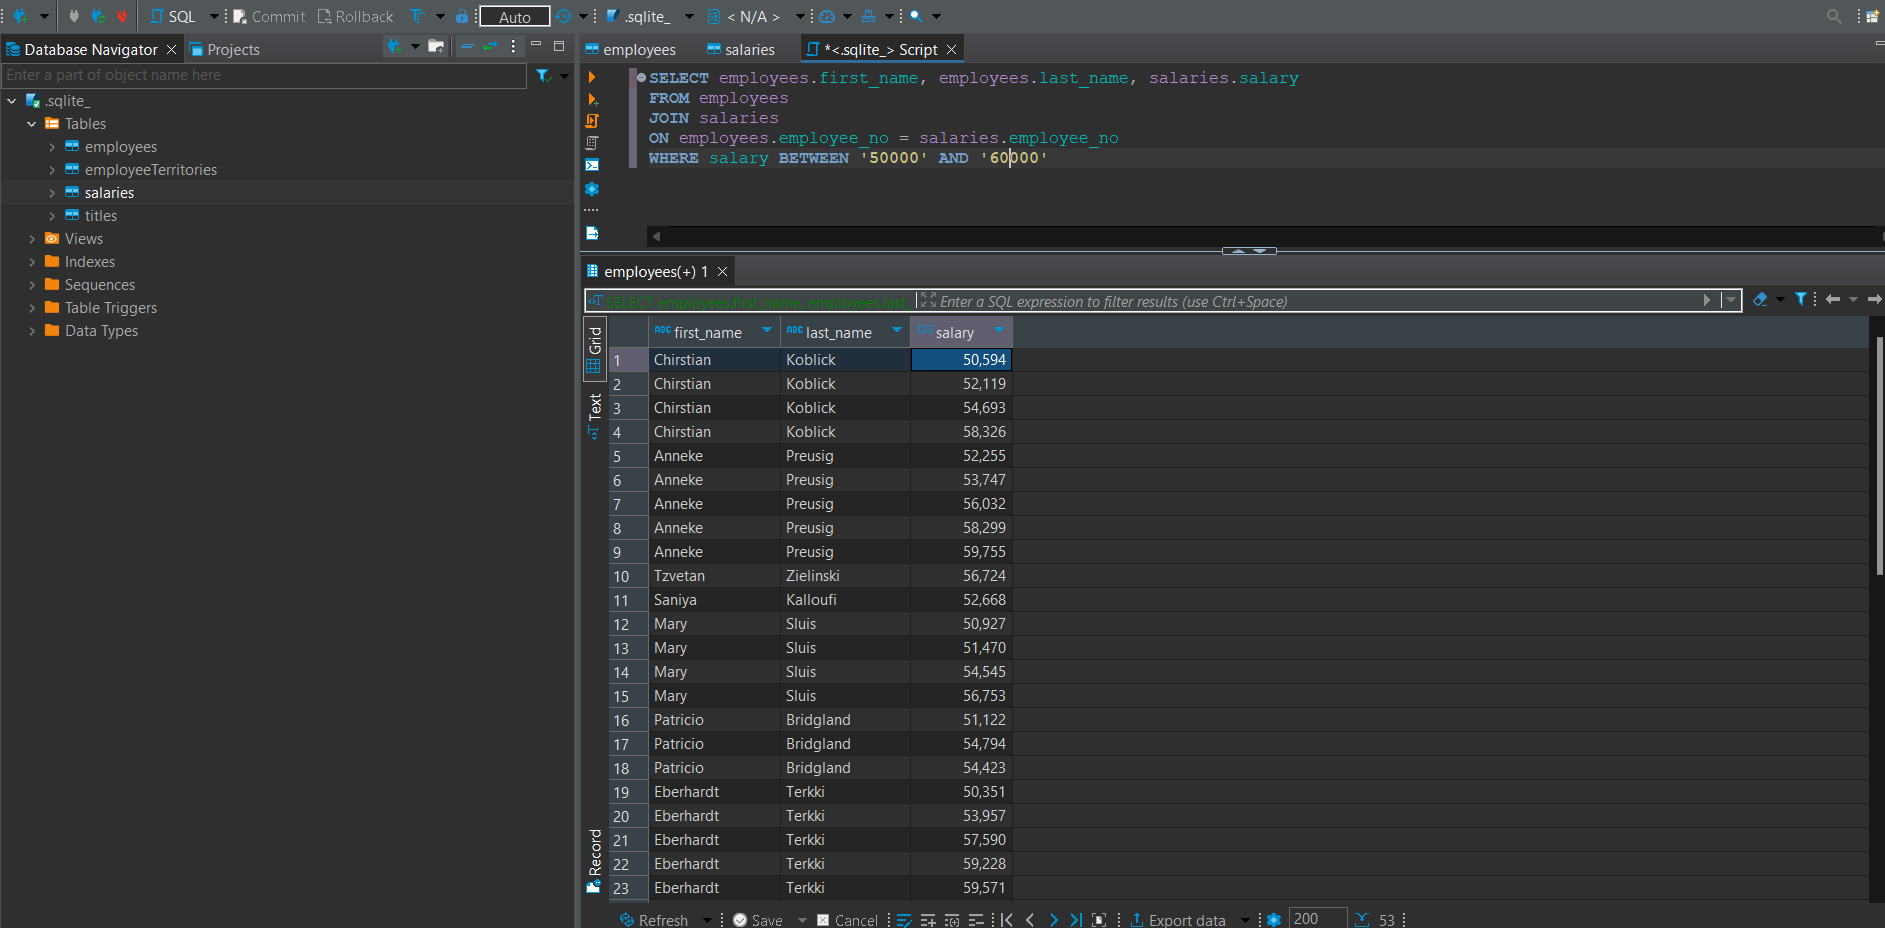 SQL Commit Rollback Auto .sqlite_ < N/A >
Database Navigator Projects
Enter a part of object name here
.sqlite_
Tables
employees
employeeTerritories
salaries
titles
Views
Indexes
Sequences
Table Triggers
Data Types
employees salaries *<.sqlite_> Script
SELECT employees.first_name, employees.last_name, salaries.salary
FROM employees
JOIN salaries
ON employees.employee_no = salaries.employee_no
WHERE salary BETWEEN '50000' AND '60000'
employees(+) 1
SELECT employees.first_name, employees.last Enter a SQL expression to filter results (use Ctrl+Space)
Grid
Text
Record
ABC first_name ABC last_name 123 salary
1 Chirstian Koblick 50,594
2 Chirstian Koblick 52,119
3 Chirstian Koblick 54,693
4 Chirstian Koblick 58,326
5 Anneke Preusig 52,255
6 Anneke Preusig 53,747
7 Anneke Preusig 56,032
8 Anneke Preusig 58,299
9 Anneke Preusig 59,755
10 Tzvetan Zielinski 56,724
11 Saniya Kalloufi 52,668
12 Mary Sluis 50,927
13 Mary Sluis 51,470
14 Mary Sluis 54,545
15 Mary Sluis 56,753
16 Patricio Bridgland 51,122
17 Patricio Bridgland 54,794
18 Patricio Bridgland 54,423
19 Eberhardt Terkki 50,351
20 Eberhardt Terkki 53,957
21 Eberhardt Terkki 57,590
22 Eberhardt Terkki 59,228
23 Eberhardt Terkki 59,571
Refresh Save Cancel Export data 200 53